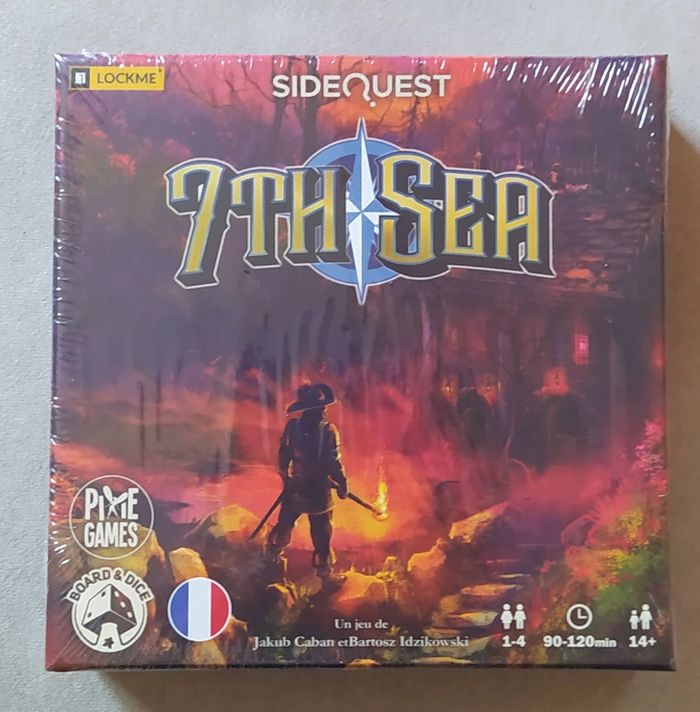 LOCKME
SIDEQUEST
7TH SEA
PIXIE
GAMES
BOARD & DICE
Un jeu de
Jakub Caban etBartosz Idzikowski
1-4
90-120min
14+